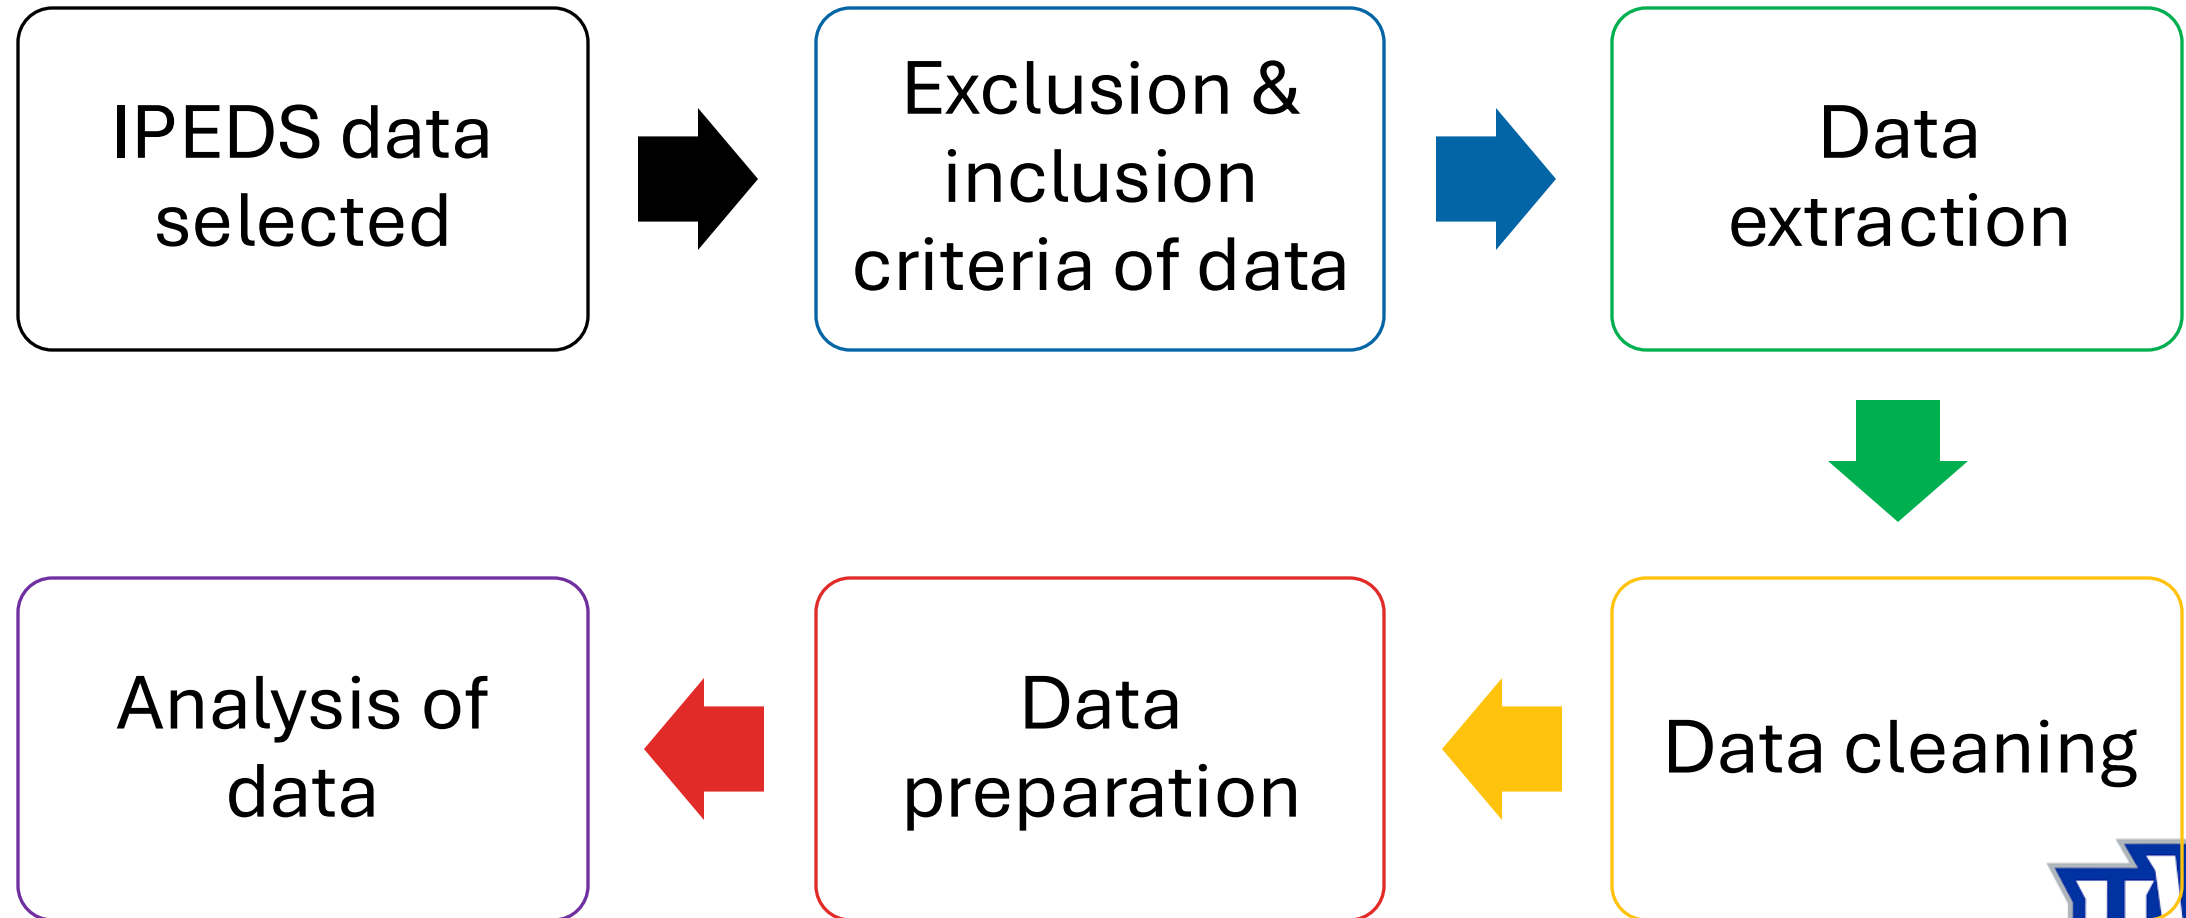 IPEDS data
selected
Exclusion &
inclusion
criteria of data
Data
extraction
Analysis of
data
Data
preparation
Data cleaning